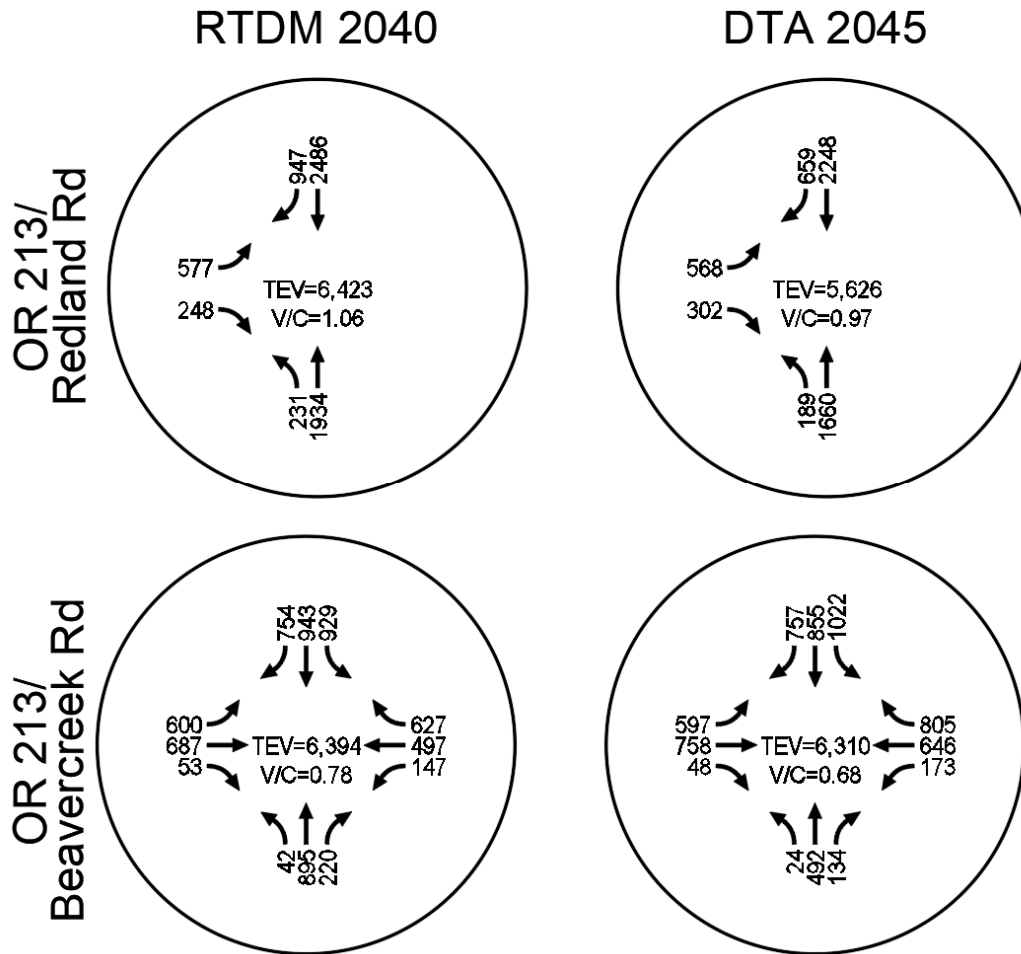 RTDM 2040
DTA 2045
OR 213/
Redland Rd
947
2486
577
248
TEV=6,423
V/C=1.06
231
1934
659
2248
568
302
TEV=5,626
V/C=0.97
189
1660
OR 213/
Beavercreek Rd
754
943
929
600
687
53
TEV=6,394
V/C=0.78
627
497
147
42
895
220
757
855
1022
597
758
48
TEV=6,310
V/C=0.68
805
646
173
24
492
134